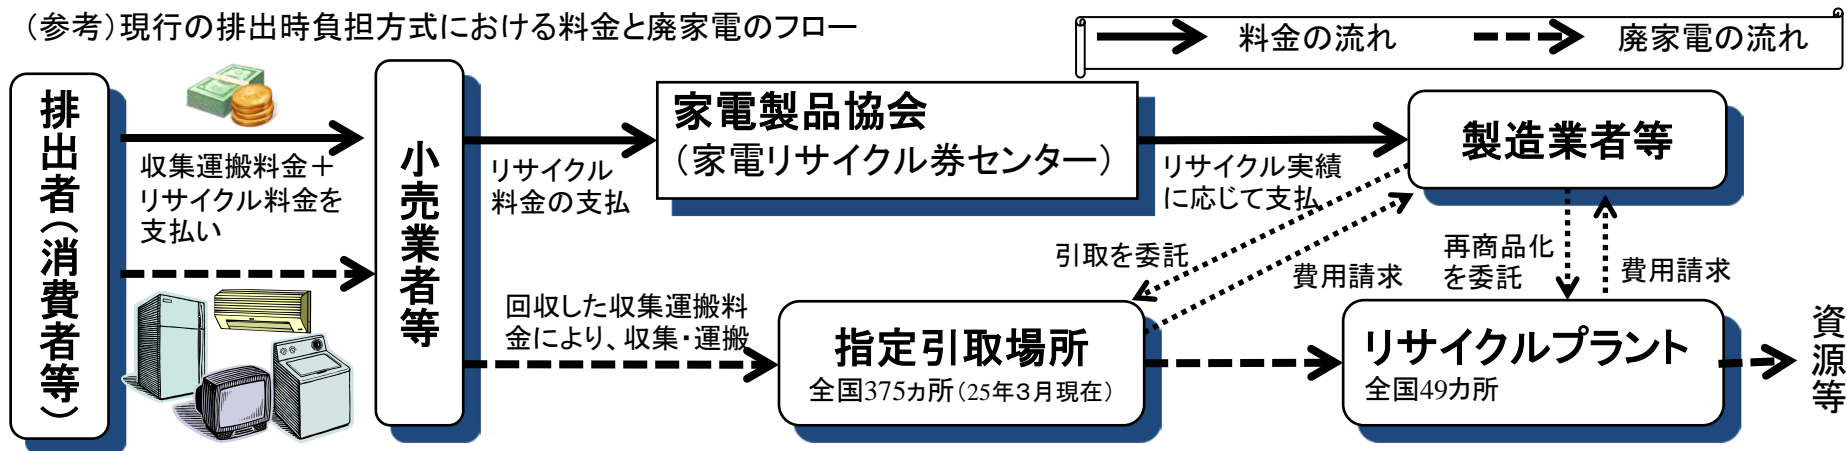 （参考）現行の排出時負担方式における料金と廃家電のフロー
料金の流れ
廃家電の流れ
排出者（消費者等）
収集運搬料金＋
リサイクル料金を
支払い
小売業者等
リサイクル
料金の支払
家電製品協会
（家電リサイクル券センター）
リサイクル実績
に応じて支払
製造業者等
引取を委託
費用請求
再商品化
を委託
費用請求
回収した収集運搬料
金により、収集・運搬
指定引取場所
全国375ヵ所（25年３月現在）
リサイクルプラント
全国49カ所
資源等